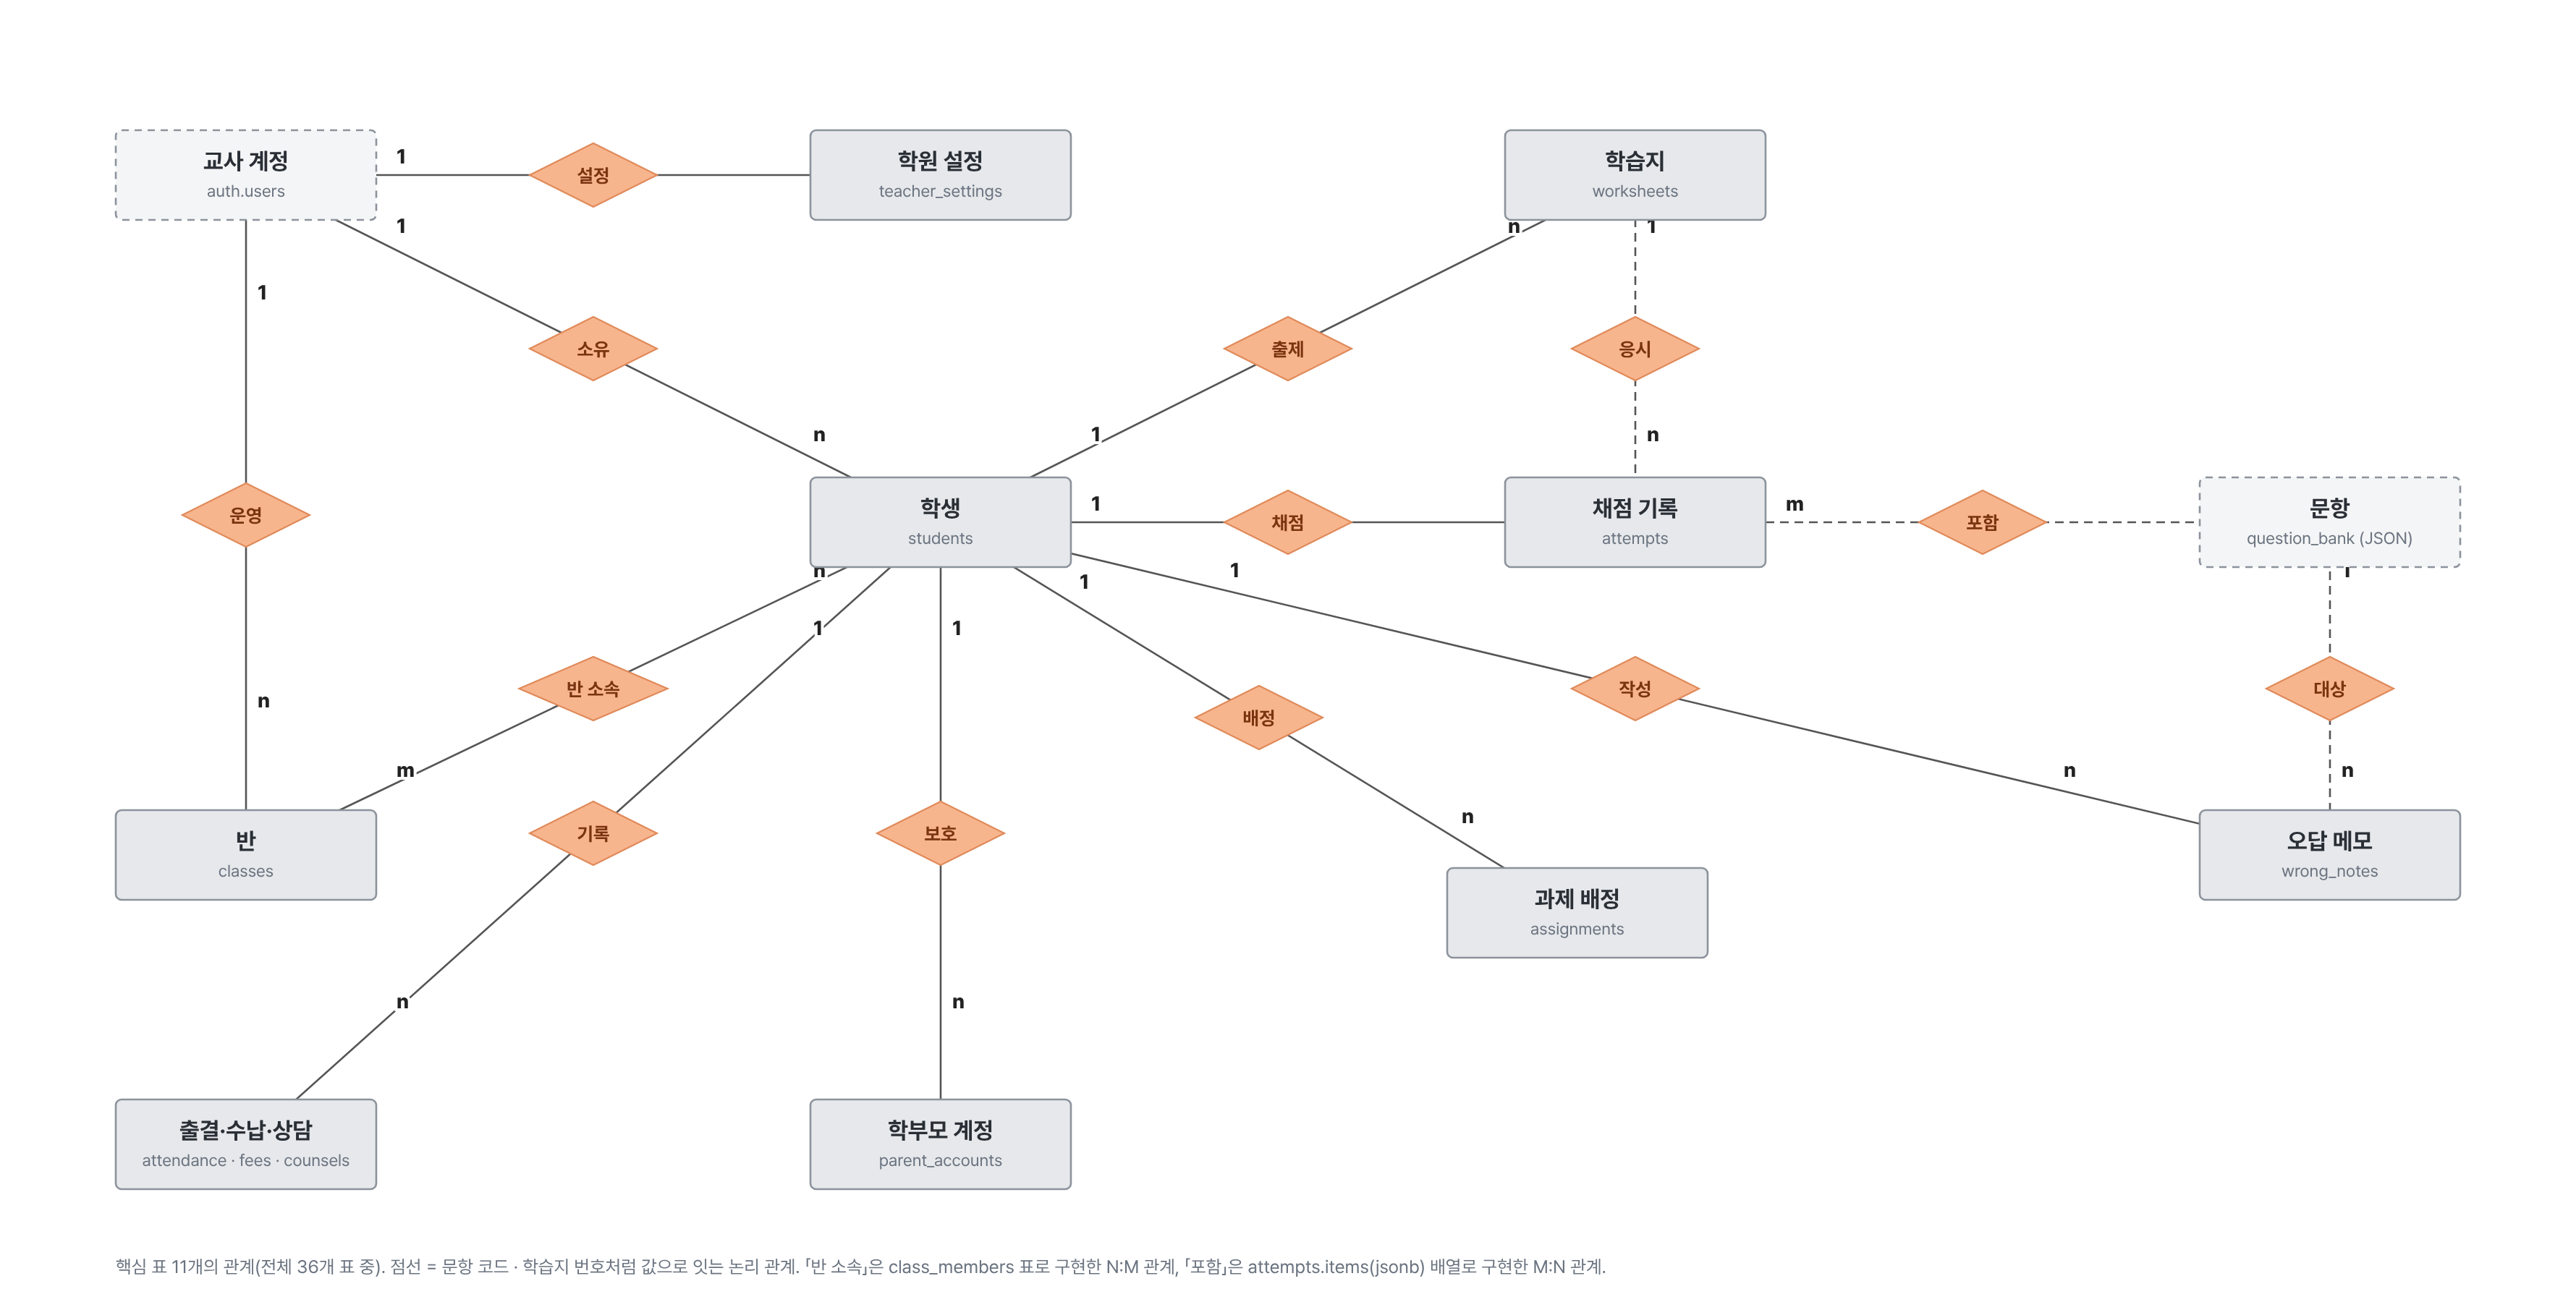 교사 계정
auth.users
1
설정
학원 설정
teacher_settings
학습지
worksheets
1
n
1
1
소유
출제
응시
n
1
n
운영
학생
students
1
채점
채점 기록
attempts
m
포함
문항
question_bank (JSON)
n
1
1
1
1
1
n
반 소속
배정
작성
대상
m
n
n
n
반
classes
기록
보호
과제 배정
assignments
오답 메모
wrong_notes
n
n
출결·수납·상담
attendance · fees · counsels
학부모 계정
parent_accounts
핵심 표 11개의 관계(전체 36개 표 중). 점선 = 문항 코드 · 학습지 번호처럼 값으로 잇는 논리 관계. 「반 소속」은 class_members 표로 구현한 N:M 관계, 「포함」은 attempts.items(jsonb) 배열로 구현한 M:N 관계.